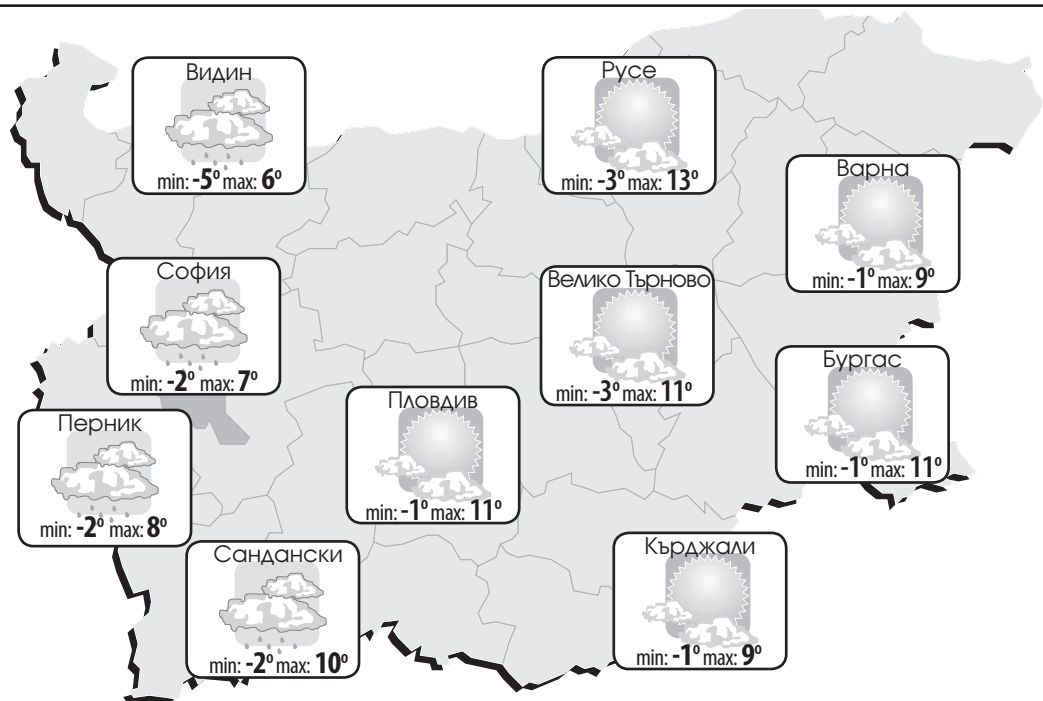 Видин
min: -5° max: 6°
Русе
min: -3° max: 13°
Варна
min: -1° max: 9°
София
min: -2° max: 7°
Велико Търново
min: -3° max: 11°
Бургас
min: -1° max: 11°
Пловдив
min: -1° max: 11°
Перник
min: -2° max: 8°
Сандански
min: -2° max: 10°
Кърджали
min: -1° max: 9°